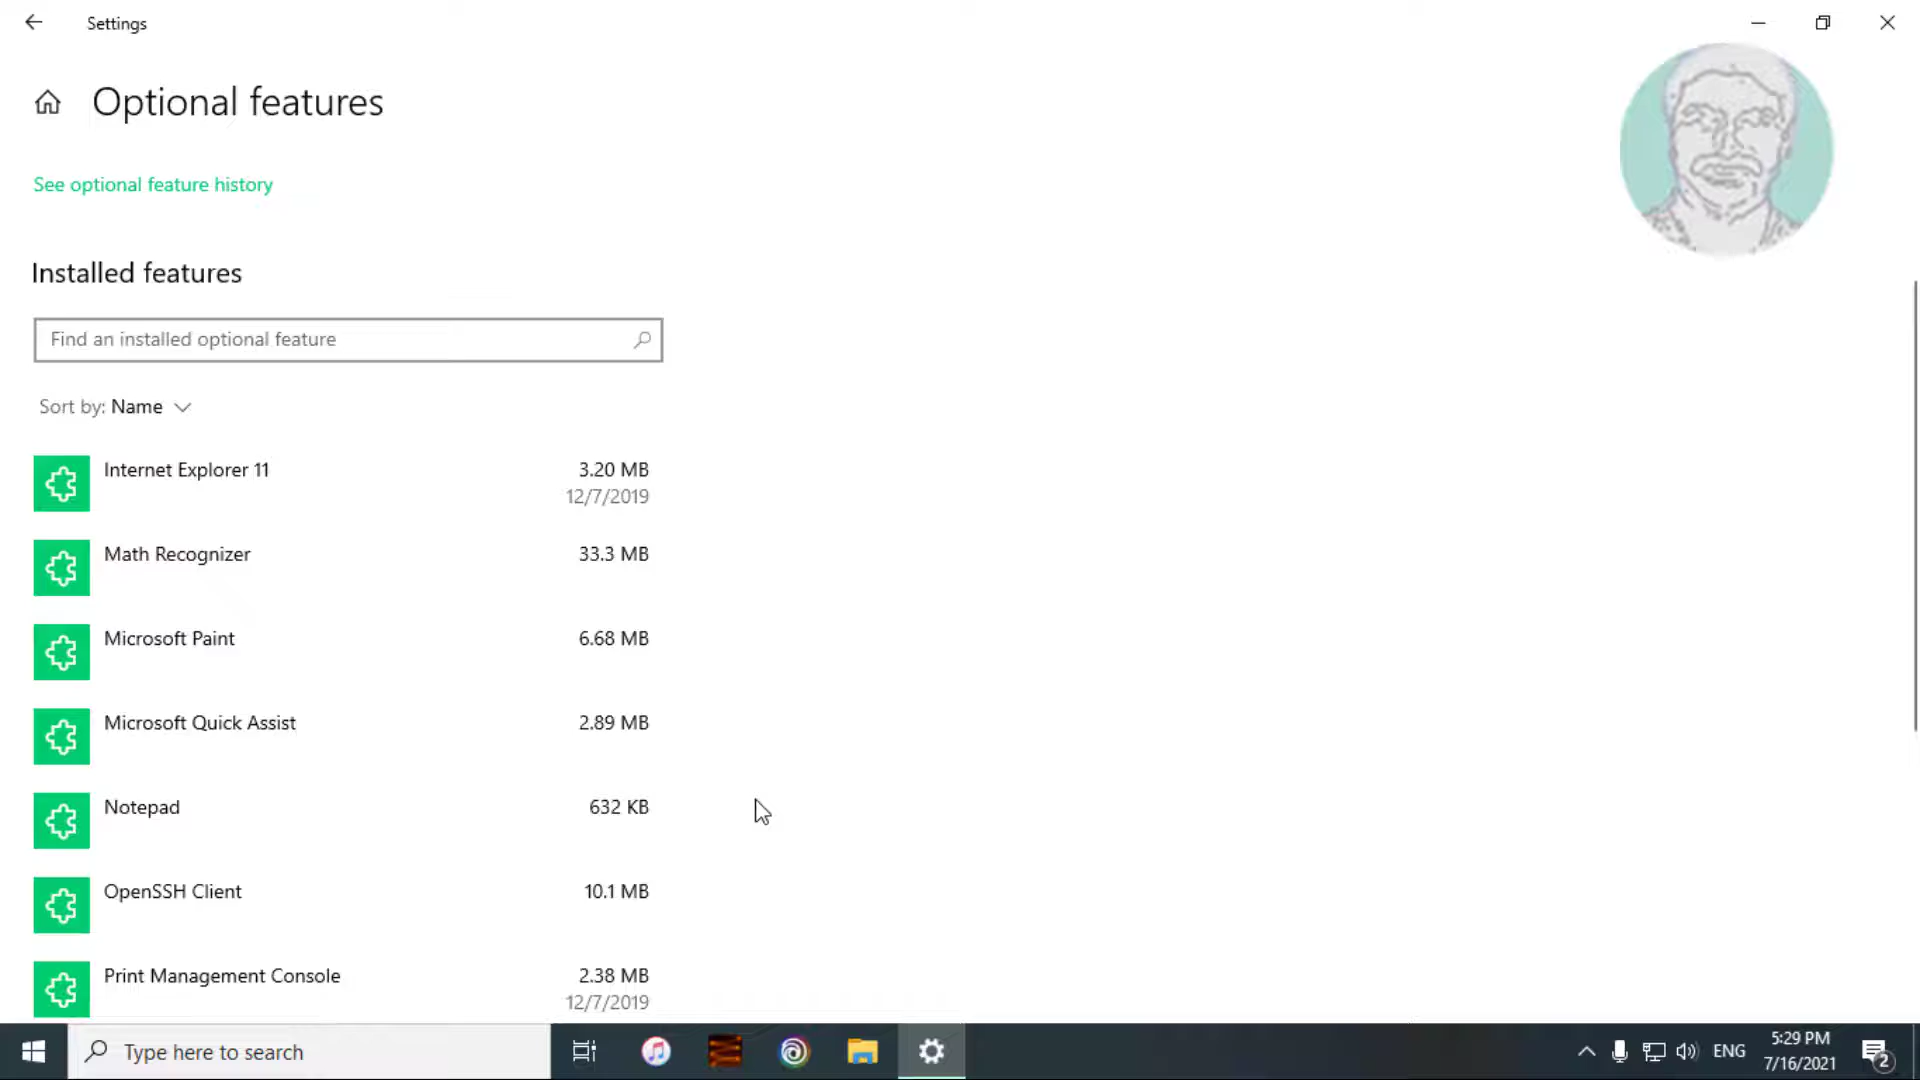 Settings
Optional features
See optional feature history
Installed features
Find an installed optional feature
Sort by: Name
Internet Explorer 11 3.20 MB
12/7/2019
Math Recognizer 33.3 MB
Microsoft Paint 6.68 MB
Microsoft Quick Assist 2.89 MB
Notepad 632 KB
OpenSSH Client 10.1 MB
Print Management Console 2.38 MB
12/7/2019
Type here to search
ENG
5:29 PM
7/16/2021
2